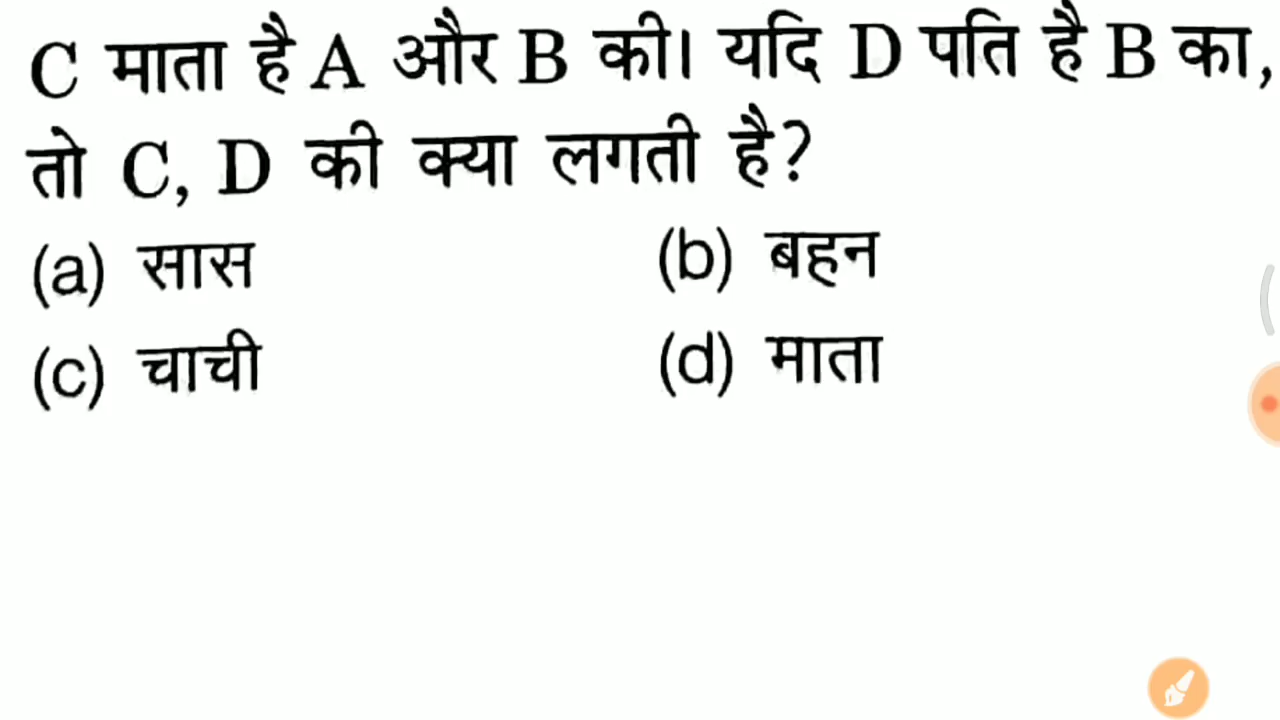 C माता है A और B की। यदि D पति है B का,
तो C, D की क्या लगती है?
(a) सास (b) बहन
(c) चाची (d) माता